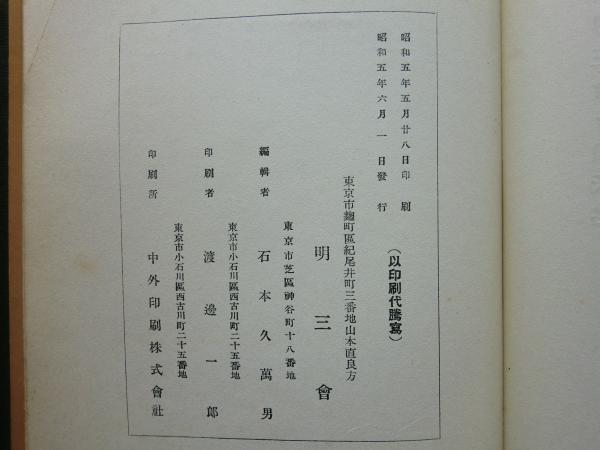 昭和五年五月廿八日印刷
昭和五年六月一日發行
(以印刷代謄寫)
東京市麴町區紀尾井町三番地山本直良方
明三會
東京市芝區神谷町十八番地
編輯者 石本久萬男
東京市小石川區西古川町二十五番地
印刷者 渡邊一郎
東京市小石川區西古川町二十五番地
印刷所 中外印刷株式會社